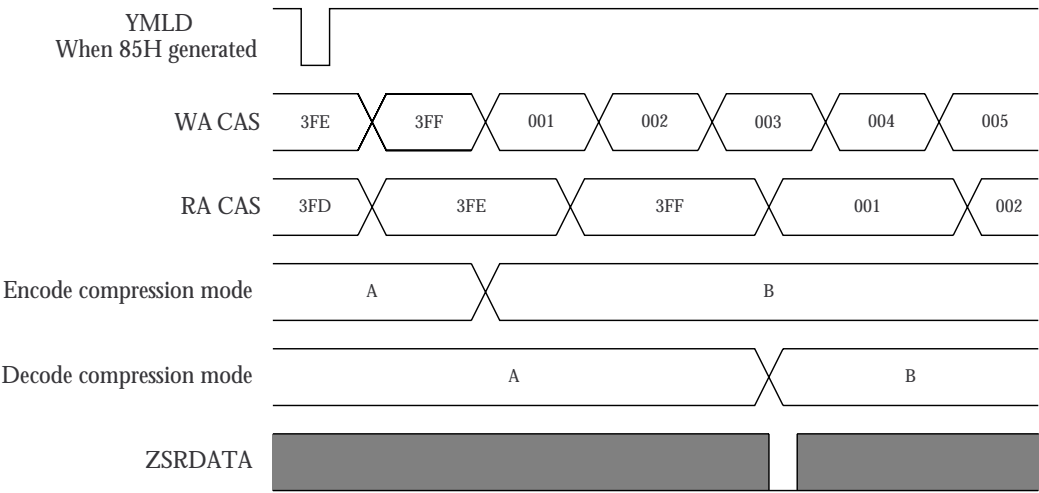 YMLD
When 85H generated
WA CAS 3FE 3FF 001 002 003 004 005
RA CAS 3FD 3FE 3FF 001 002
Encode compression mode A B
Decode compression mode A B
ZSRDATA